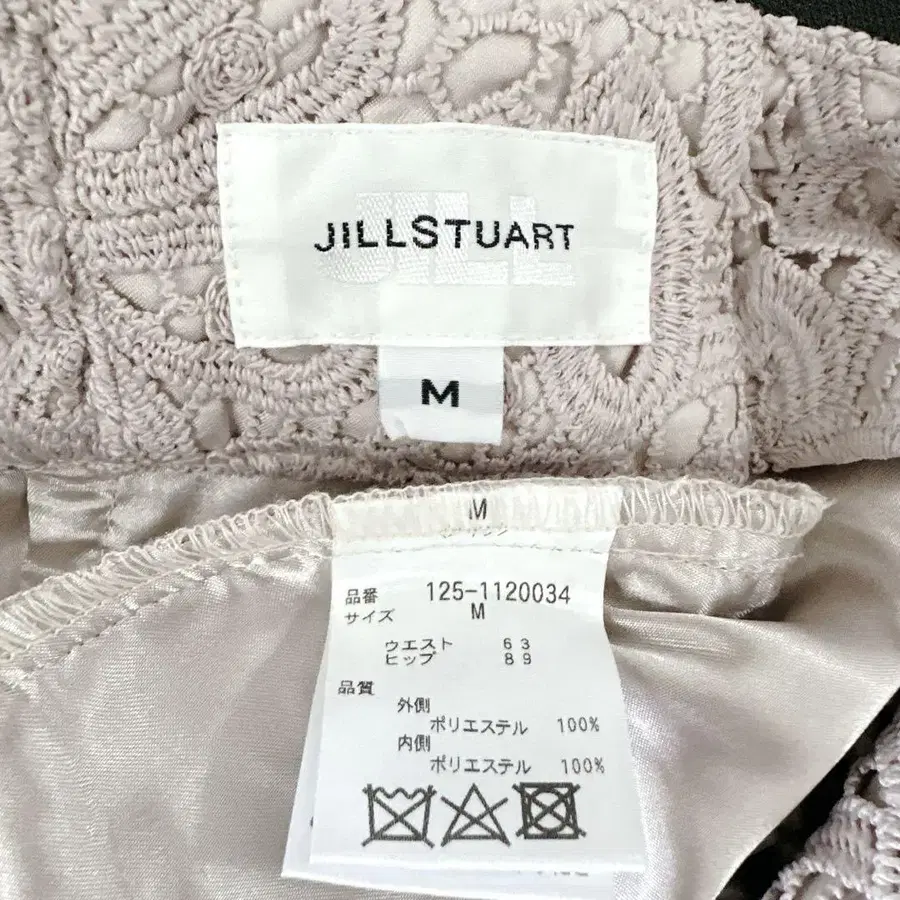 JILL
JILLSTUART
M
M
品番 125-1120034
サイズ M
ウエスト 63
ヒップ 89
品質
外側
ポリエステル 100%
内側
ポリエステル 100%